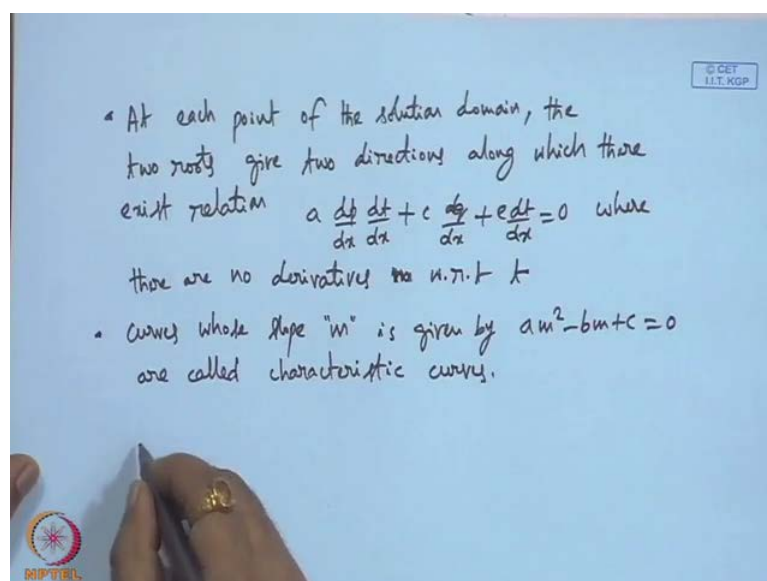 © CET
I.I.T. KGP
• At each point of the solution domain, the
two roots give two directions along which there
exist relation a dp/dx dt/dx + c dq/dx + e dt/dx = 0 where
there are no derivatives w.r.t t
• curves whose slope "m" is given by am² - bm + c = 0
are called characteristic curves.
NPTEL